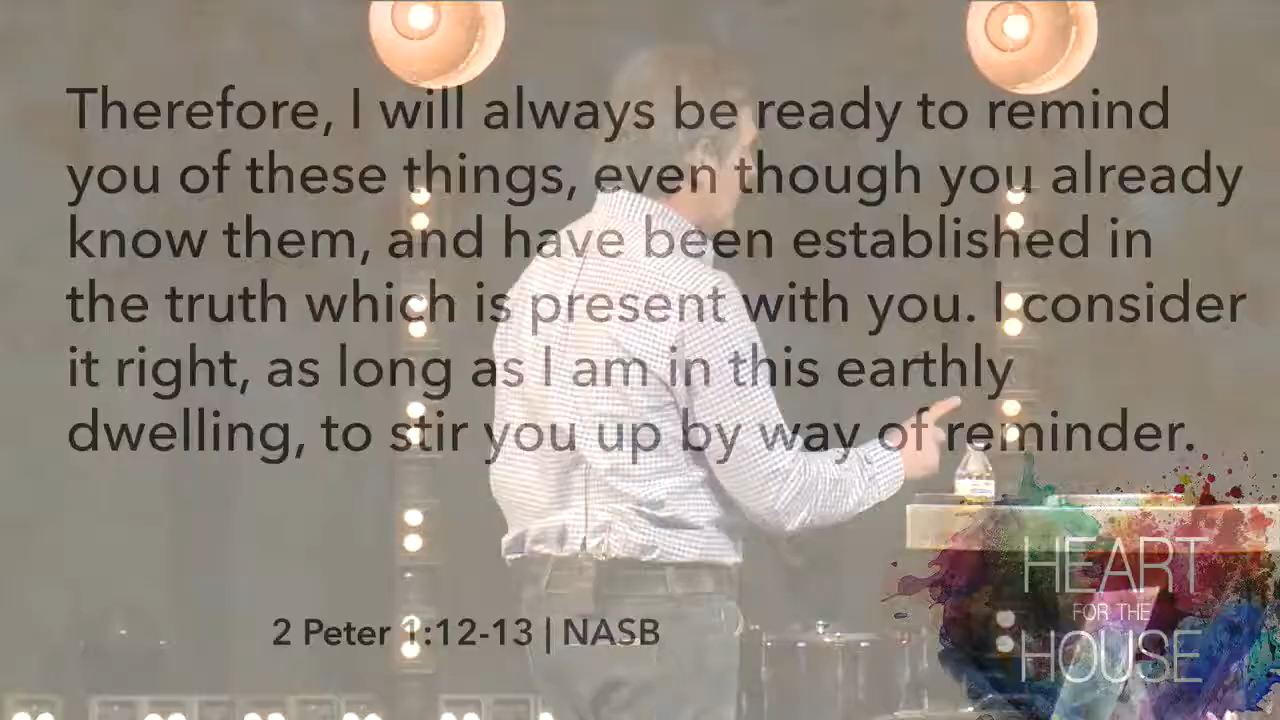 Therefore, I will always be ready to remind
you of these things, even though you already
know them, and have been established in
the truth which is present with you. I consider
it right, as long as I am in this earthly
dwelling, to stir you up by way of reminder.
2 Peter 1:12-13 | NASB
HEART
FOR THE
HOUSE